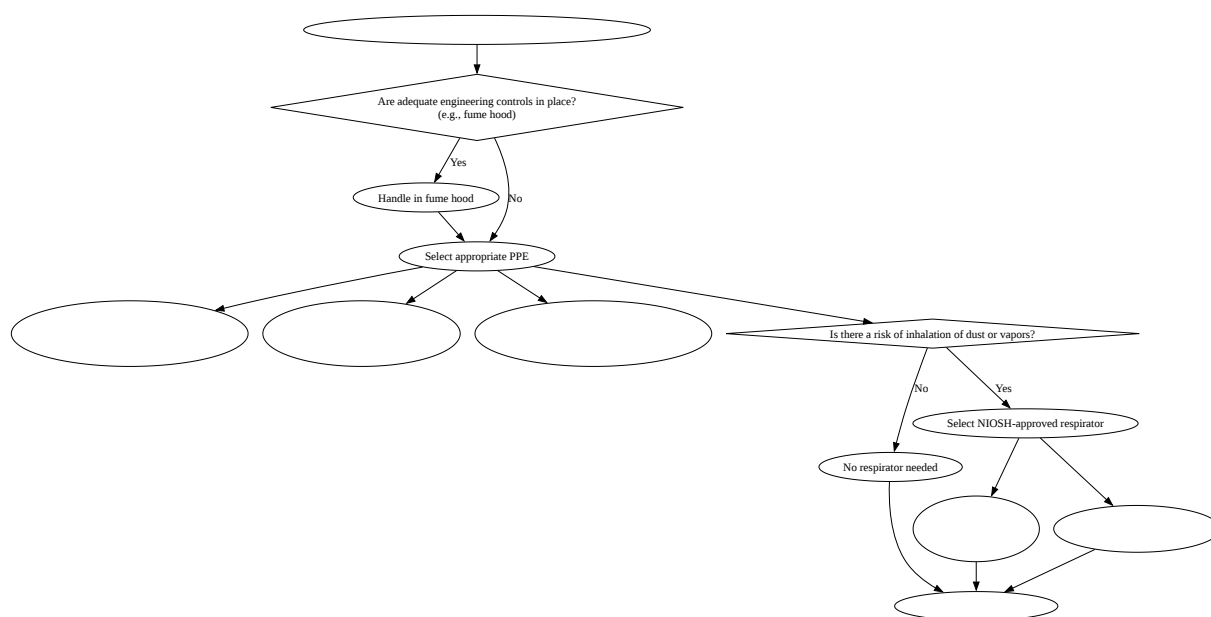 Are adequate engineering controls in place?
(e.g., fume hood)
Yes
Handle in fume hood
No
Select appropriate PPE
Is there a risk of inhalation of dust or vapors?
No
Yes
Select NIOSH-approved respirator
No respirator needed